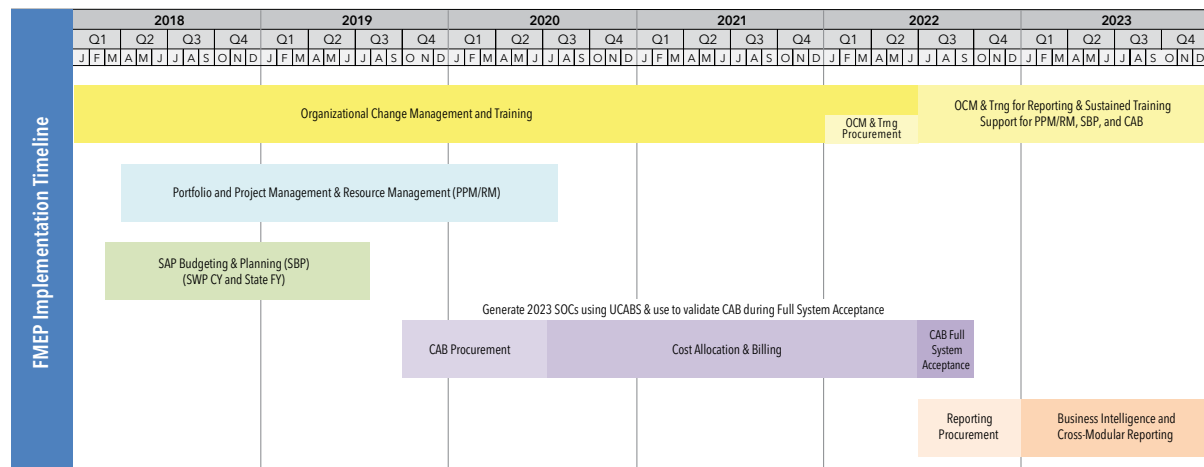 FMEP Implementation Timeline
2018 2019 2020 2021 2022 2023
Q1 Q2 Q3 Q4 Q1 Q2 Q3 Q4 Q1 Q2 Q3 Q4 Q1 Q2 Q3 Q4 Q1 Q2 Q3 Q4 Q1 Q2 Q3 Q4
J F M A M J J A S O N D J F M A M J J A S O N D J F M A M J J A S O N D J F M A M J J A S O N D J F M A M J J A S O N D J F M A M J J A S O N D
Organizational Change Management and Training
OCM & Trng
Procurement
OCM & Trng for Reporting & Sustained Training
Support for PPM/RM, SBP, and CAB
Portfolio and Project Management & Resource Management (PPM/RM)
SAP Budgeting & Planning (SBP)
(SWP CY and State FY)
Generate 2023 SOCs using UCABS & use to validate CAB during Full System Acceptance
CAB Procurement
Cost Allocation & Billing
CAB Full
System
Acceptance
Reporting
Procurement
Business Intelligence and
Cross-Modular Reporting